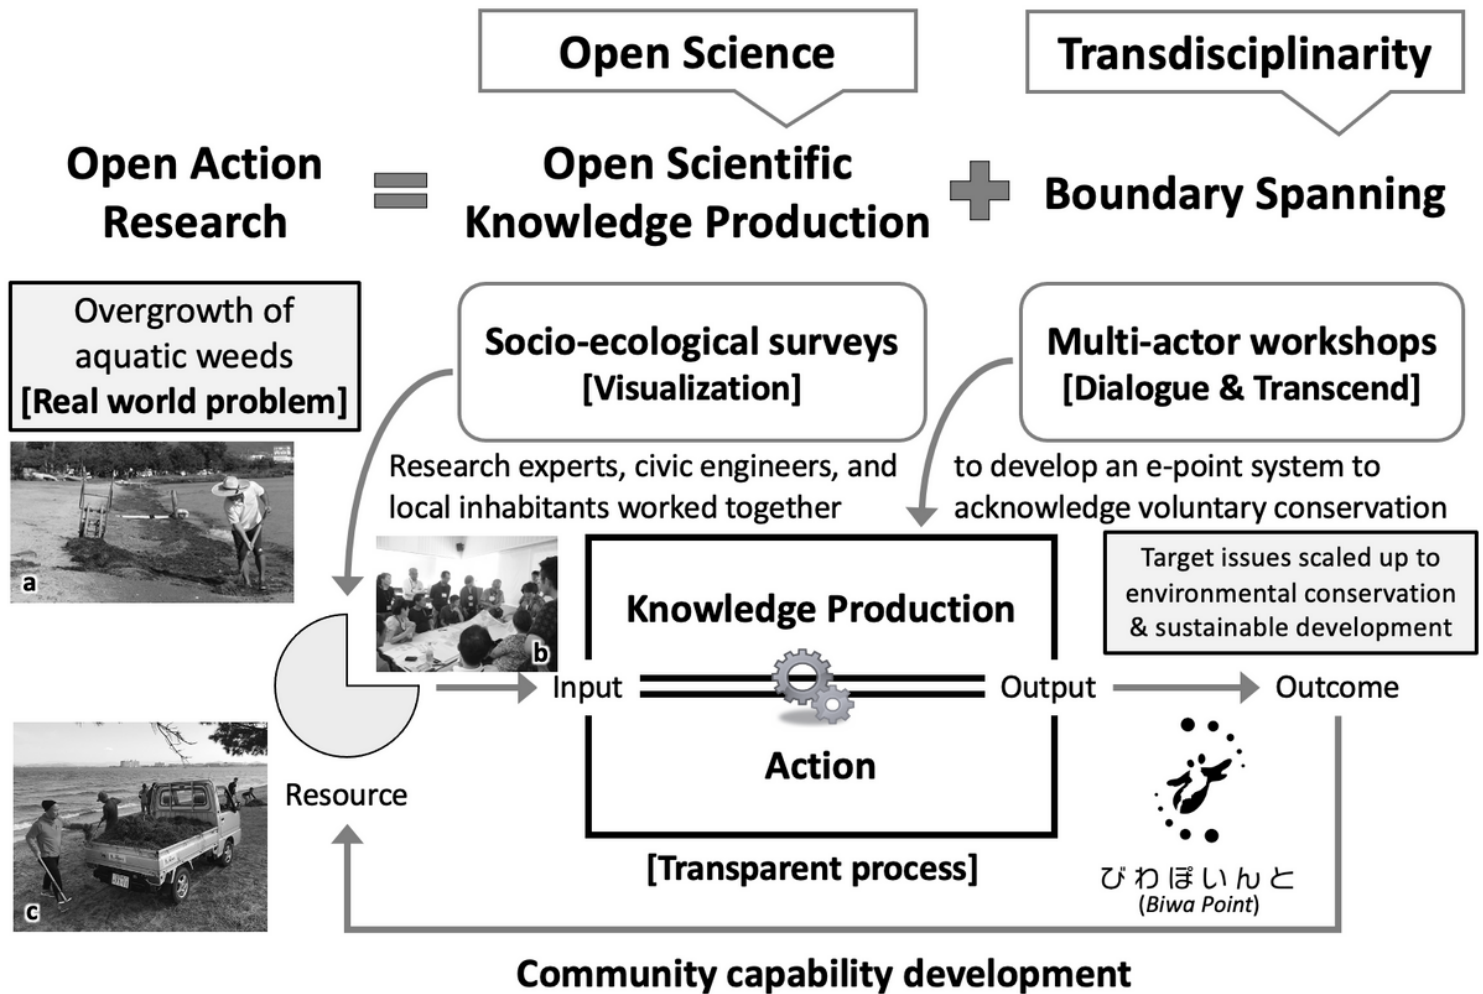 Open Science
Transdisciplinarity
Open Action
Research
Open Scientific
Knowledge Production
Boundary Spanning
Overgrowth of
aquatic weeds
[Real world problem]
Socio-ecological surveys
[Visualization]
Multi-actor workshops
[Dialogue & Transcend]
Research experts, civic engineers, and
local inhabitants worked together
to develop an e-point system to
acknowledge voluntary conservation
a
b
Knowledge Production
Target issues scaled up to
environmental conservation
& sustainable development
Input
Output
Outcome
Action
Resource
c
[Transparent process]
びわぽいんと
(Biwa Point)
Community capability development